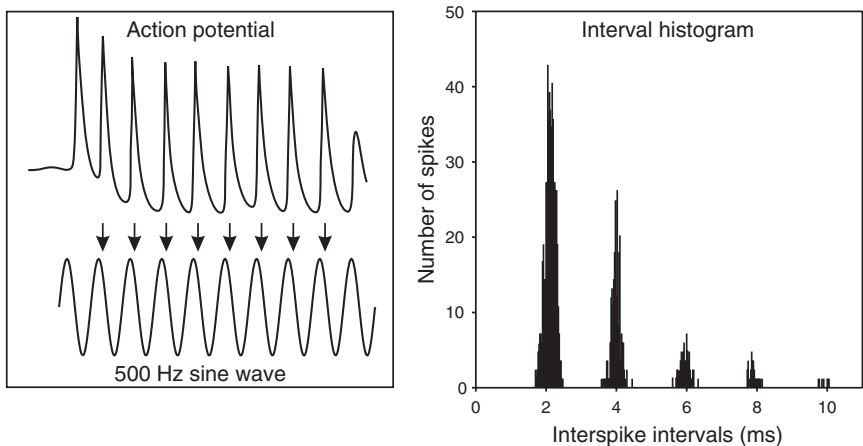 Action potential
500 Hz sine wave
Interval histogram
Number of spikes
50
40
30
20
10
0
0 2 4 6 8 10
Interspike intervals (ms)